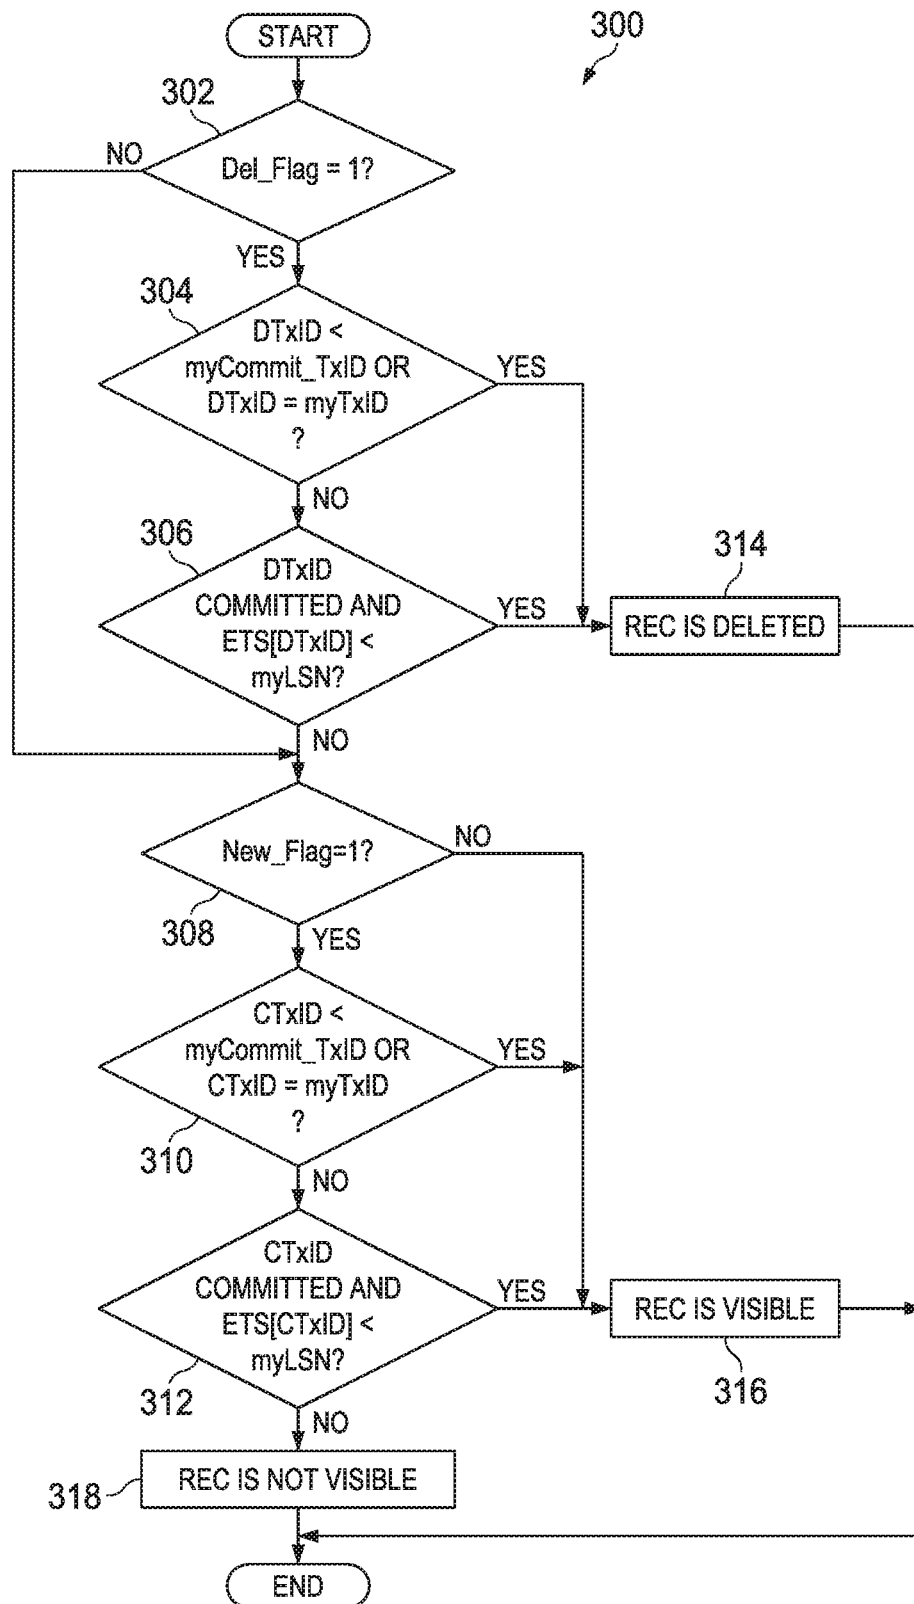 START
300
302
NO
Del_Flag = 1?
YES
304
DTxID <
myCommit_TxID OR
DTxID = myTxID
?
YES
NO
306
DTxID
COMMITTED AND
ETS[DTxID] <
myLSN?
YES
314
REC IS DELETED
NO
New_Flag=1?
NO
308
YES
CTxID <
myCommit_TxID OR
CTxID = myTxID
?
YES
310
NO
CTxID
COMMITTED AND
ETS[CTxID] <
myLSN?
YES
REC IS VISIBLE
316
312
NO
318
REC IS NOT VISIBLE
END